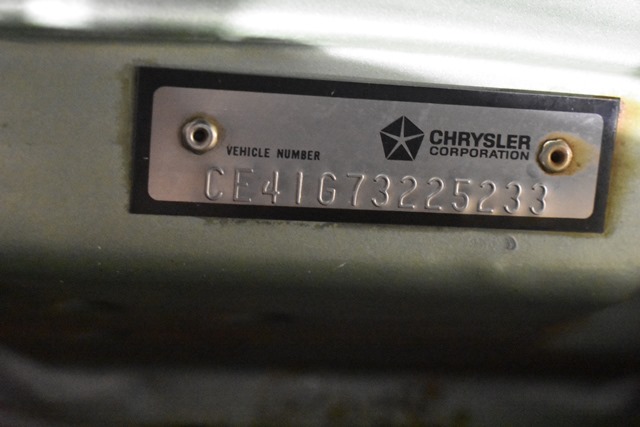 CHRYSLER
VEHICLE NUMBER CORPORATION
CE41G73225233